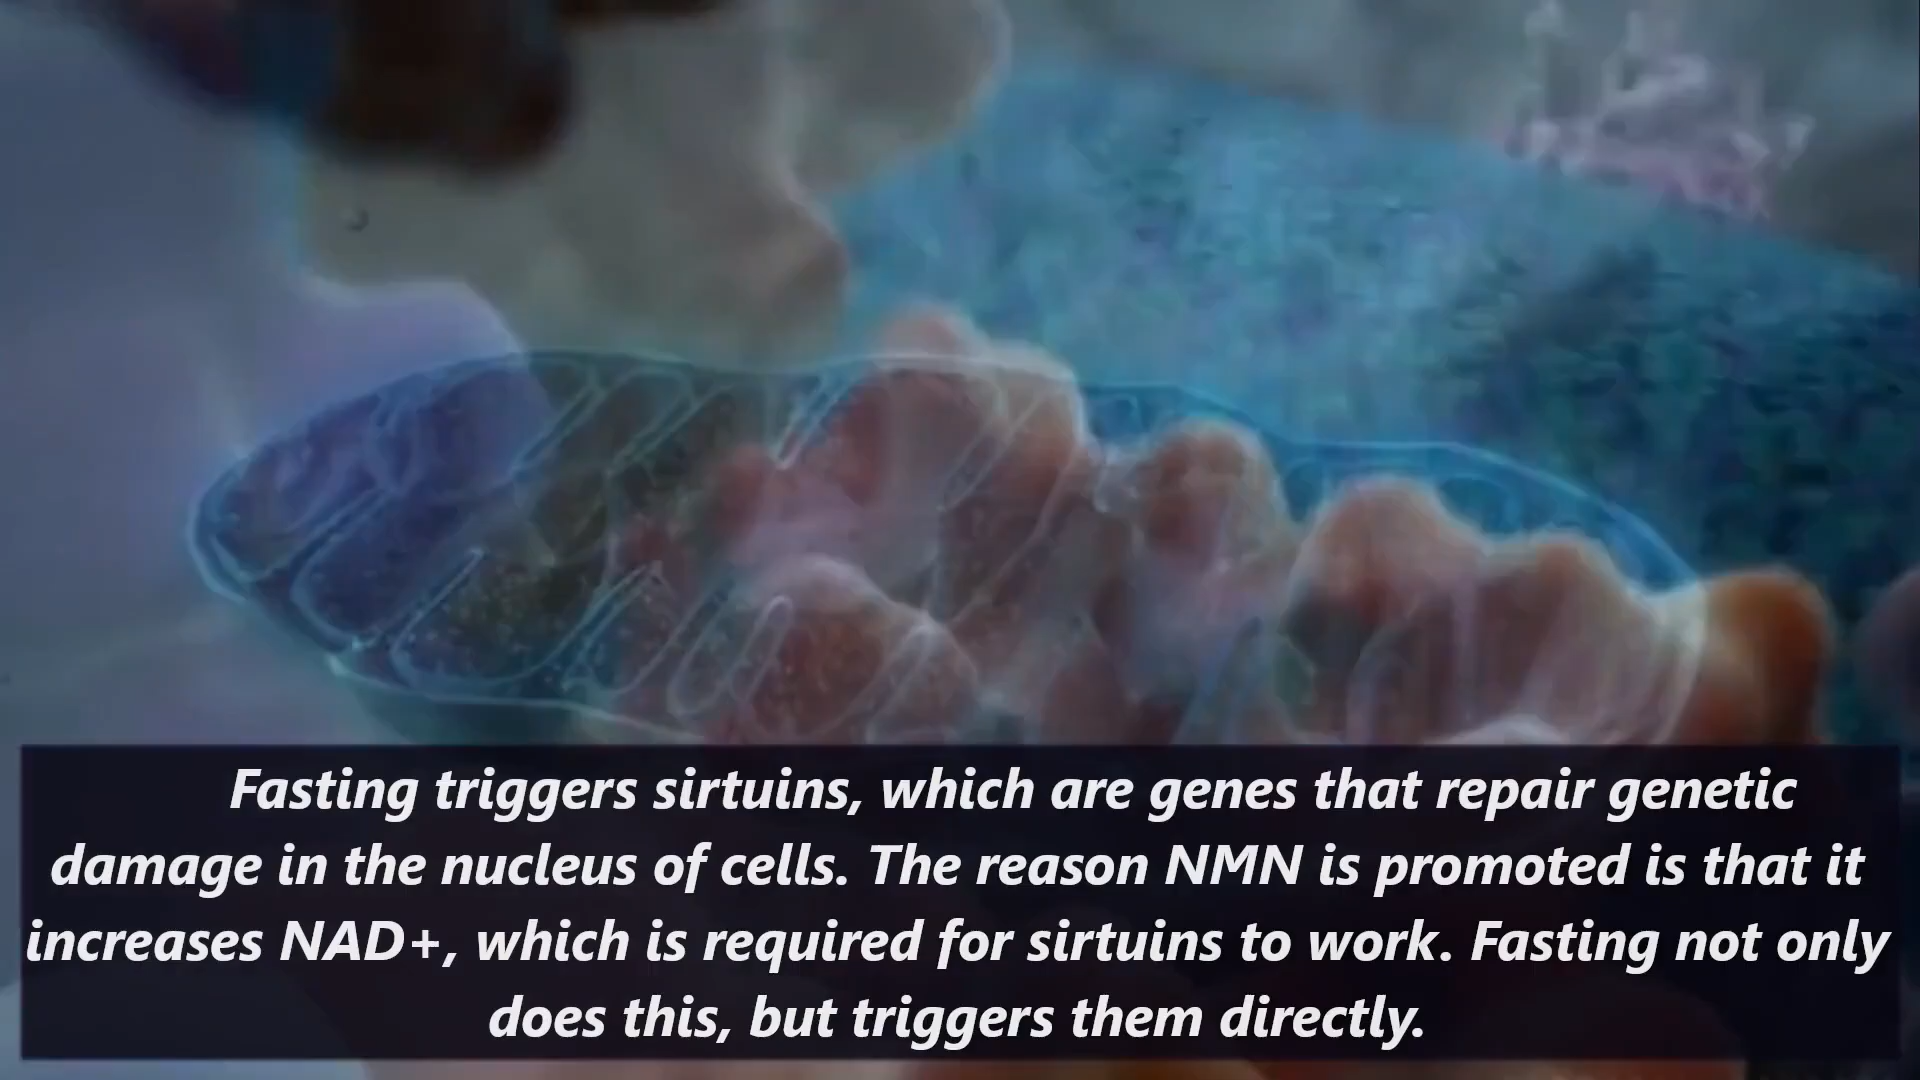 Fasting triggers sirtuins, which are genes that repair genetic
damage in the nucleus of cells. The reason NMN is promoted is that it
increases NAD+, which is required for sirtuins to work. Fasting not only
does this, but triggers them directly.